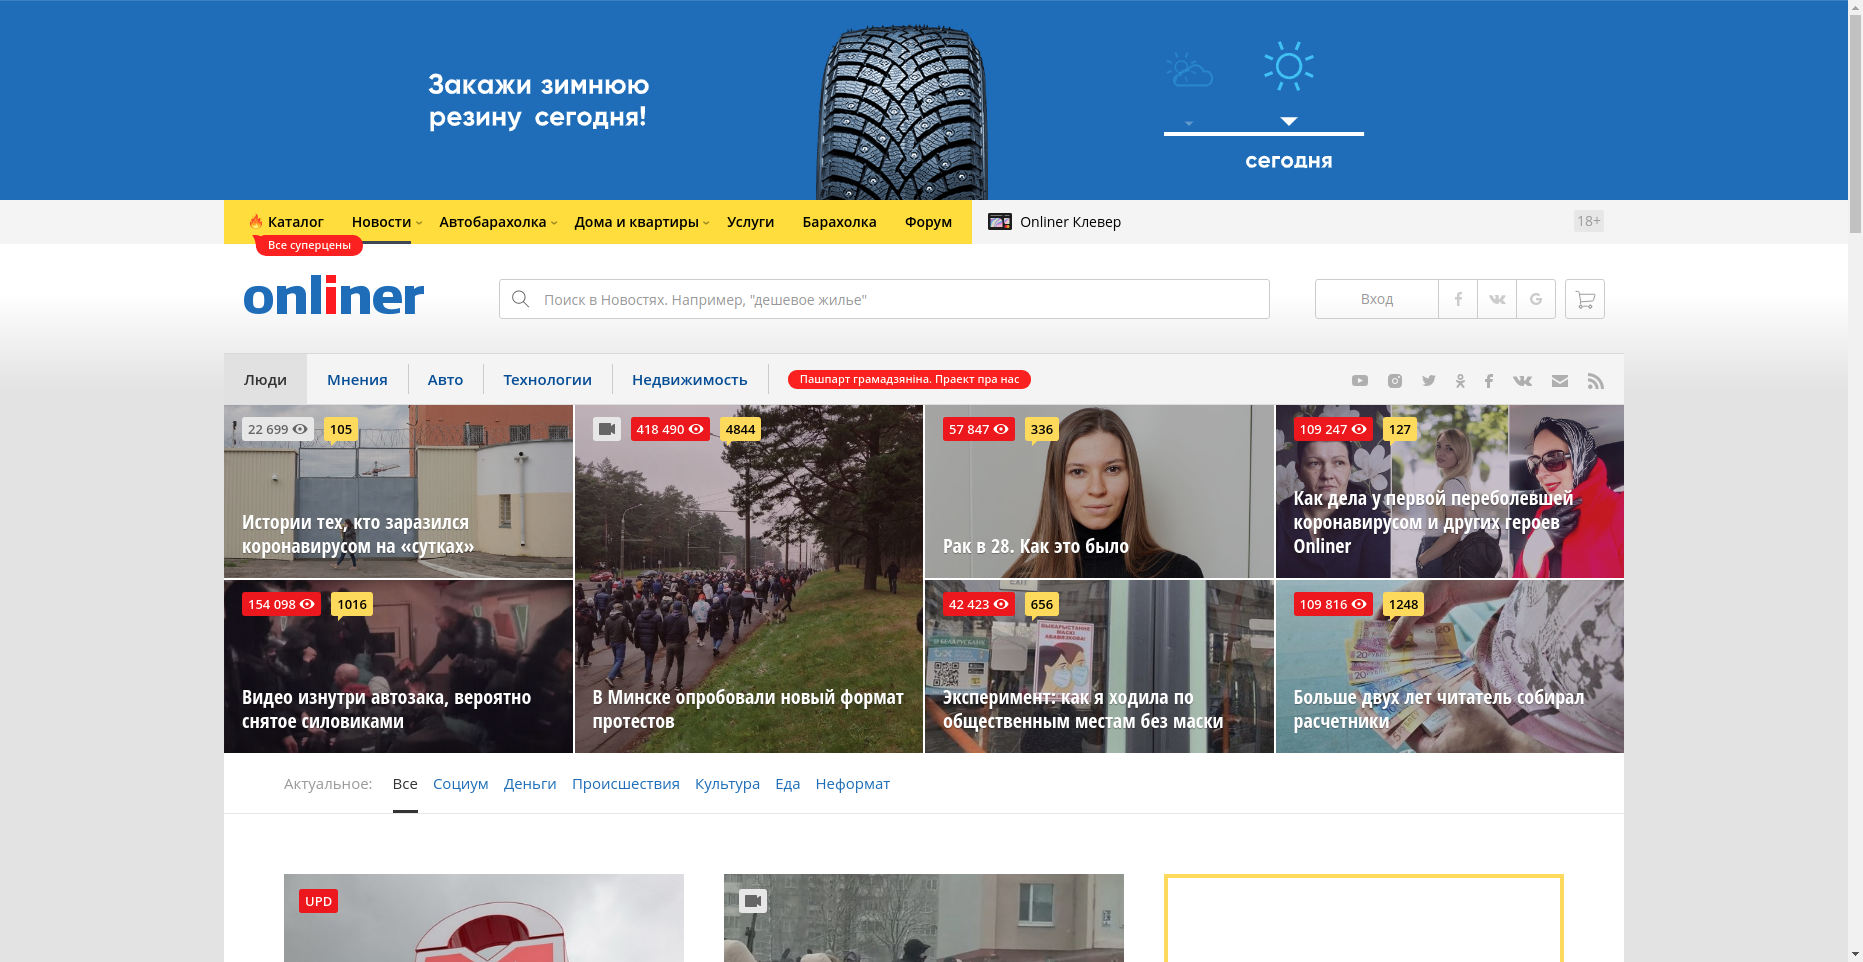 Закажи зимнюю
резину сегодня!
сегодня
Каталог
Новости
Автобарахолка
Дома и квартиры
Услуги
Барахолка
Форум
Onliner Клевер
18+
Все суперцены
onliner
Поиск в Новостях. Например, "дешевое жилье"
Вход
Люди
Мнения
Авто
Технологии
Недвижимость
Пашпарт грамадзяніна. Праект пра нас
22 699
105
Истории тех, кто заразился
коронавирусом на «сутках»
418 490
4844
В Минске опробовали новый формат
протестов
57 847
336
Рак в 28. Как это было
109 247
127
Как дела у первой переболевшей
коронавирусом и других героев
Onliner
154 098
1016
Видео изнутри автозака, вероятно
снятое силовиками
42 423
656
Эксперимент: как я ходила по
общественным местам без маски
109 816
1248
Больше двух лет читатель собирал
расчетники
Актуальное:
Все
Социум
Деньги
Происшествия
Культура
Еда
Неформат
UPD